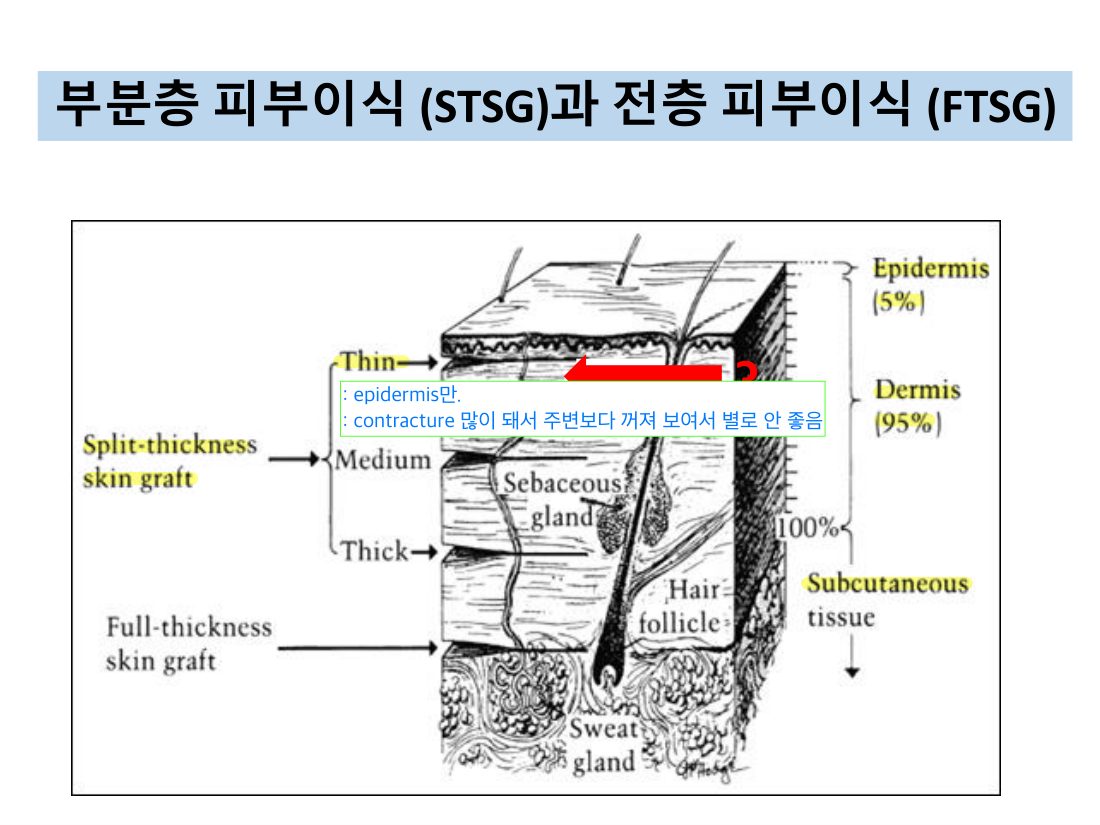 부분층 피부이식 (STSG)과 전층 피부이식 (FTSG)
Epidermis
(5%)
Thin
?
: epidermis만.
: contracture 많이 돼서 주변보다 꺼져 보여서 별로 안 좋음
Dermis
(95%)
Split-thickness
skin graft
Medium
Sebaceous
gland
100%
Thick
Subcutaneous
tissue
Hair
follicle
Full-thickness
skin graft
Sweat
gland